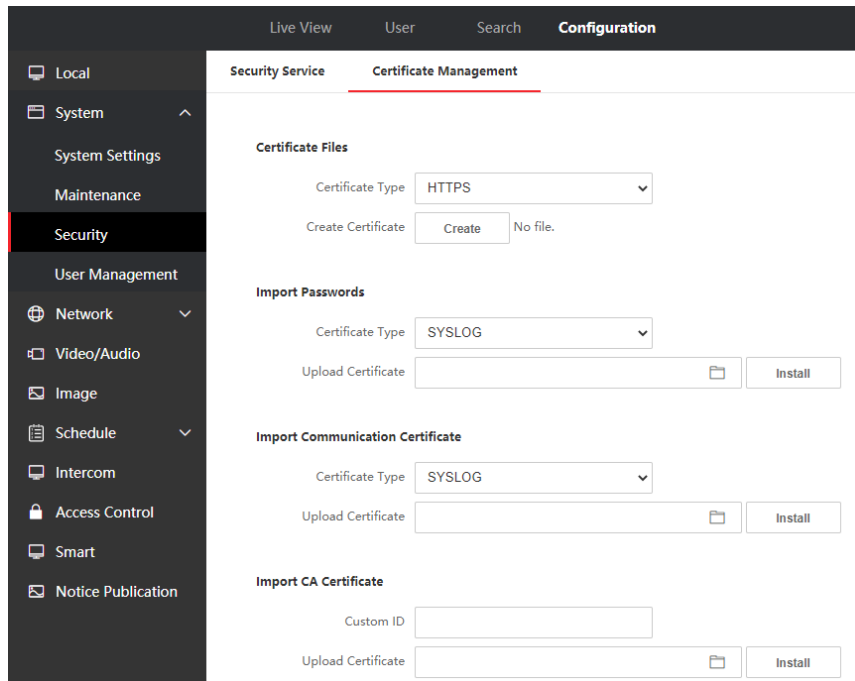 Live View User Search Configuration
Local
System
System Settings
Maintenance
Security
User Management
Network
Video/Audio
Image
Schedule
Intercom
Access Control
Smart
Notice Publication
Security Service Certificate Management
Certificate Files
Certificate Type HTTPS
Create Certificate Create No file.
Import Passwords
Certificate Type SYSLOG
Upload Certificate Install
Import Communication Certificate
Certificate Type SYSLOG
Upload Certificate Install
Import CA Certificate
Custom ID
Upload Certificate Install